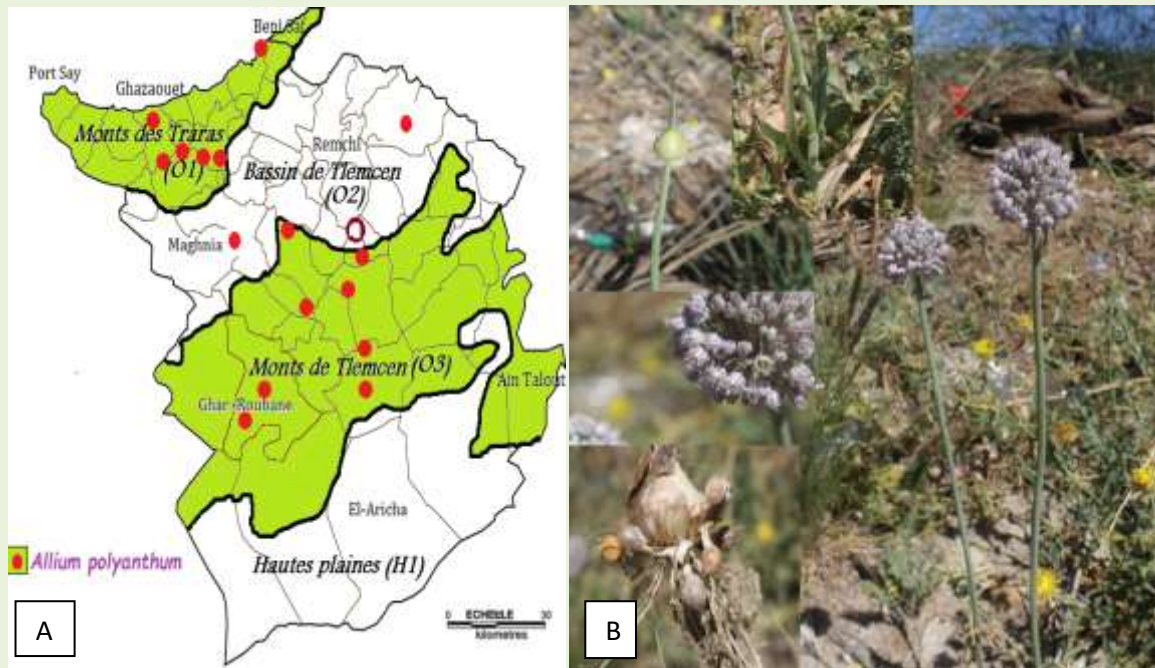 Beni Saf
Port Say
Ghazaouet
Monts des Traras
(O1)
Remchi
Bassin de Tlemcen
(O2)
Maghnia
Monts de Tlemcen (O3)
Ain Talout
Ghar-Roubane
El-Aricha
Hautes plaines (H1)
Allium polyanthum
0 ECHELLE 30
kilometres
A
B